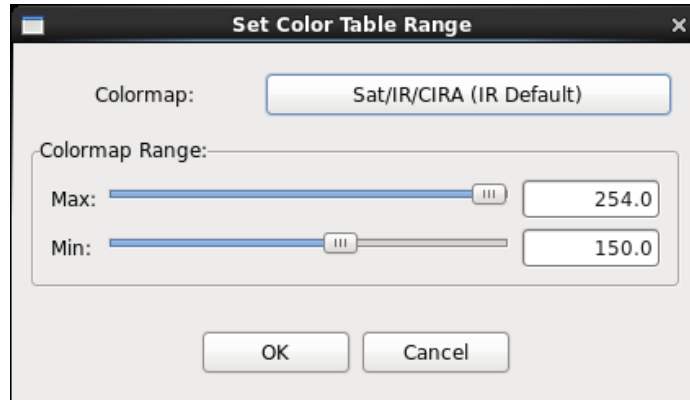 Set Color Table Range
Colormap: Sat/IR/CIRA (IR Default)
Colormap Range:
Max: 254.0
Min: 150.0
OK Cancel